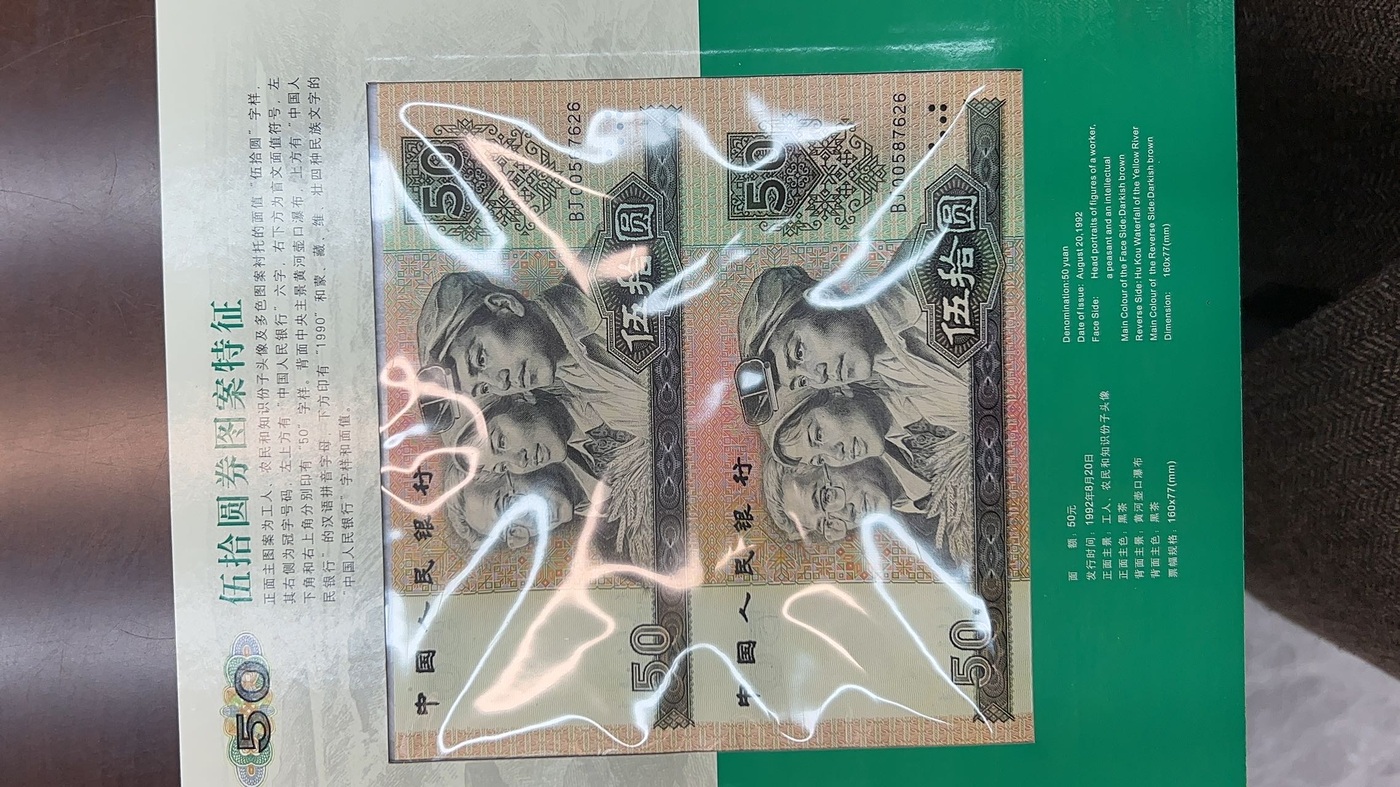 50
伍拾圆券图案特征
正面主图案为工人、农民和知识份子头像及多色图案衬托的面值“伍拾圆”字样，
其右侧为冠字号码；左上方有“中国人民银行”六字，右下方为盲文面值符号，左
下角和右上角分别印有“50”字样。背面中央主景黄河壶口瀑布，上方有“中国人
民银行”的汉语拼音字母，下方印有“1990”和蒙、藏、维、壮四种民族文字的
“中国人民银行”字样和面值。
中国人民银行
50
伍拾圆
50
中国人民银行
50
BJ00587626
伍拾圆
50
面 额：50元
发行时间：1992年8月20日
正面主景：工人、农民和知识份子头像
正面主色：黑茶
背面主景：黄河壶口瀑布
背面主色：黑茶
票幅规格：160x77(mm)
Denomination:50 yuan
Date of Issue: August 20,1992
Face Side: Head portraits of figures of a worker,
a peasant and an intellectual
Main Colour of the Face Side:Darkish brown
Reverse Side: Hu Kou Waterfall of the Yellow River
Main Colour of the Reverse Side:Darkish brown
Dimension: 160x77(mm)